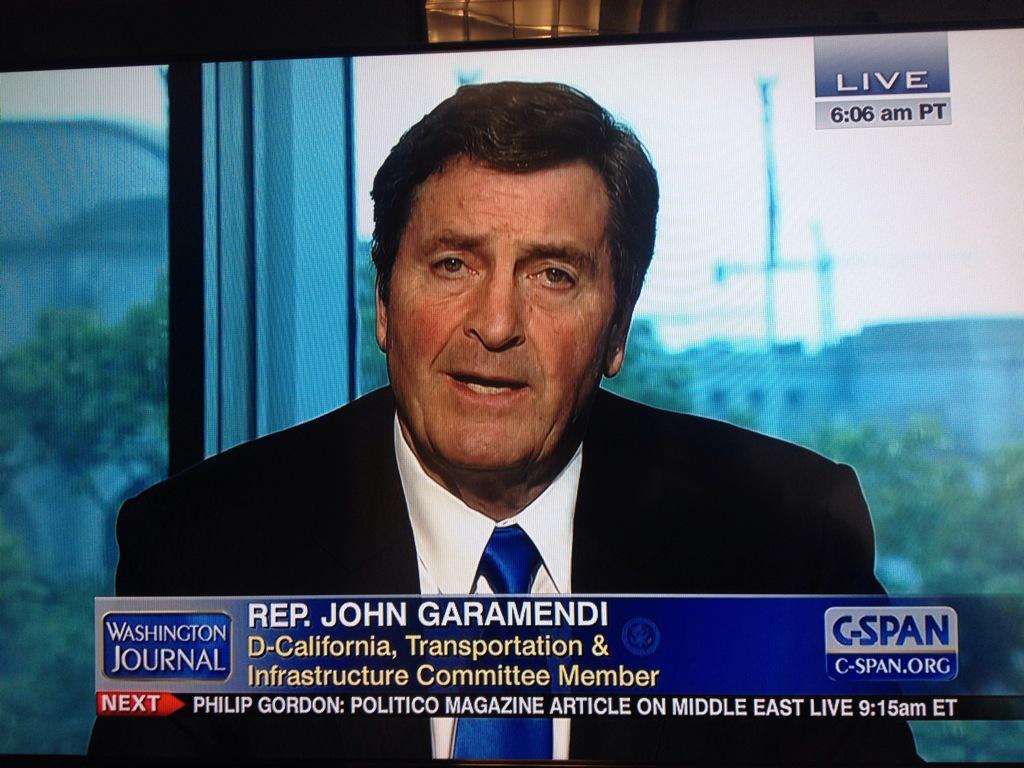 LIVE
6:06 am PT
WASHINGTON
JOURNAL
REP. JOHN GARAMENDI
D-California, Transportation &
Infrastructure Committee Member
C-SPAN
C-SPAN.ORG
NEXT PHILIP GORDON: POLITICO MAGAZINE ARTICLE ON MIDDLE EAST LIVE 9:15am ET